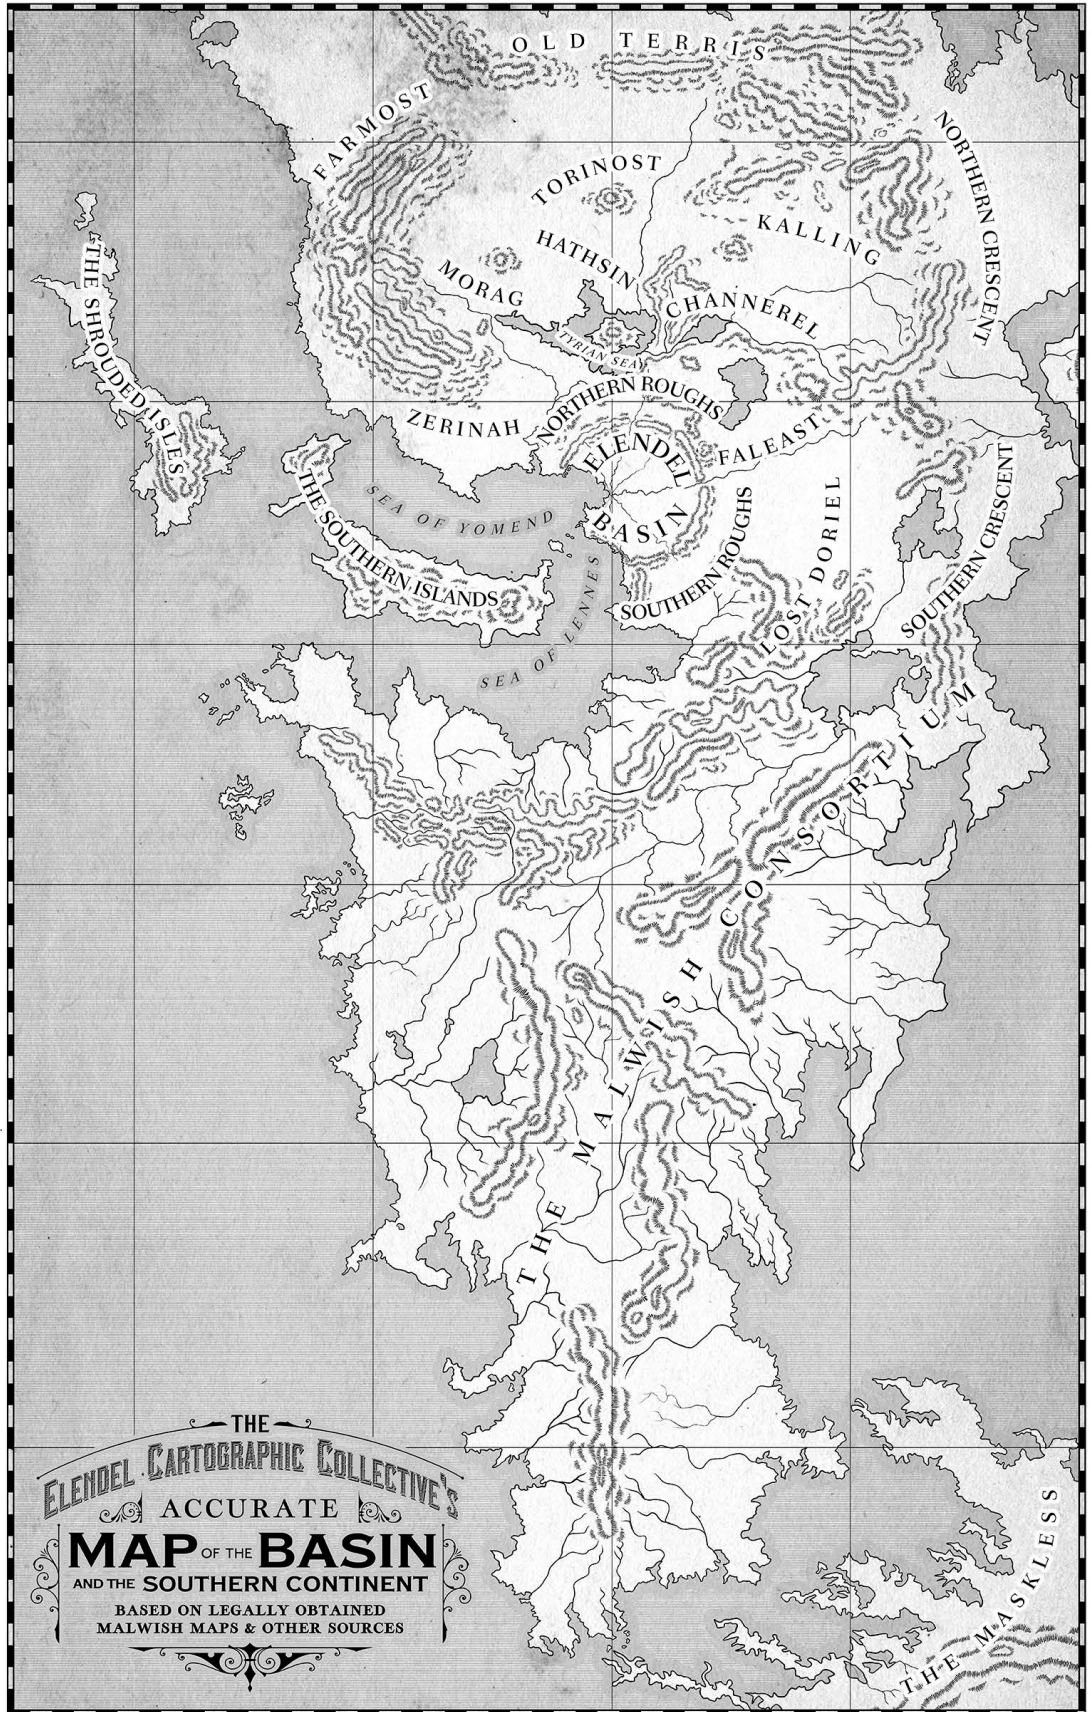 OLD TERRIS
FARMOST
NORTHERN CRESCENT
TORINOST
KALLING
HATHSIN
MORAG
THE SHROUDED ISLES
CHANNEREL
TYRIAN SEA
NORTHERN ROUGHS
ZERINAH
FALEAST
ELENDEL
BASIN
SEA OF YOMEND
THE SOUTHERN ISLANDS
SOUTHERN ROUGHS
LOST DORIEL
SOUTHERN CRESCENT
SEA OF LENNES
THE MALWISH CONSORTIUM
THE MASKLESS
THE
ELENDEL CARTOGRAPHIC COLLECTIVE'S
ACCURATE
MAP OF THE BASIN
AND THE SOUTHERN CONTINENT
BASED ON LEGALLY OBTAINED
MALWISH MAPS & OTHER SOURCES